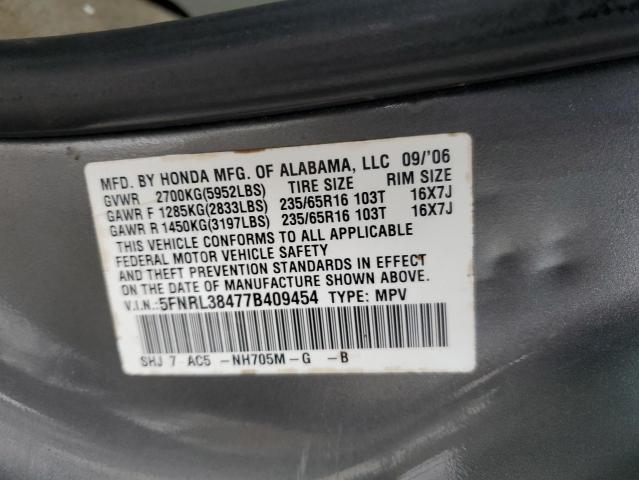 MFD. BY HONDA MFG. OF ALABAMA, LLC 09/'06
GVWR 2700KG(5952LBS) TIRE SIZE RIM SIZE
GAWR F 1285KG(2833LBS) 235/65R16 103T 16X7J
GAWR R 1450KG(3197LBS) 235/65R16 103T 16X7J
THIS VEHICLE CONFORMS TO ALL APPLICABLE
FEDERAL MOTOR VEHICLE SAFETY
AND THEFT PREVENTION STANDARDS IN EFFECT
ON THE DATE OF MANUFACTURE SHOWN ABOVE.
V.I.N.:5FNRL38477B409454 TYPE: MPV
SHJ 7 AC5 -NH705M-G -B